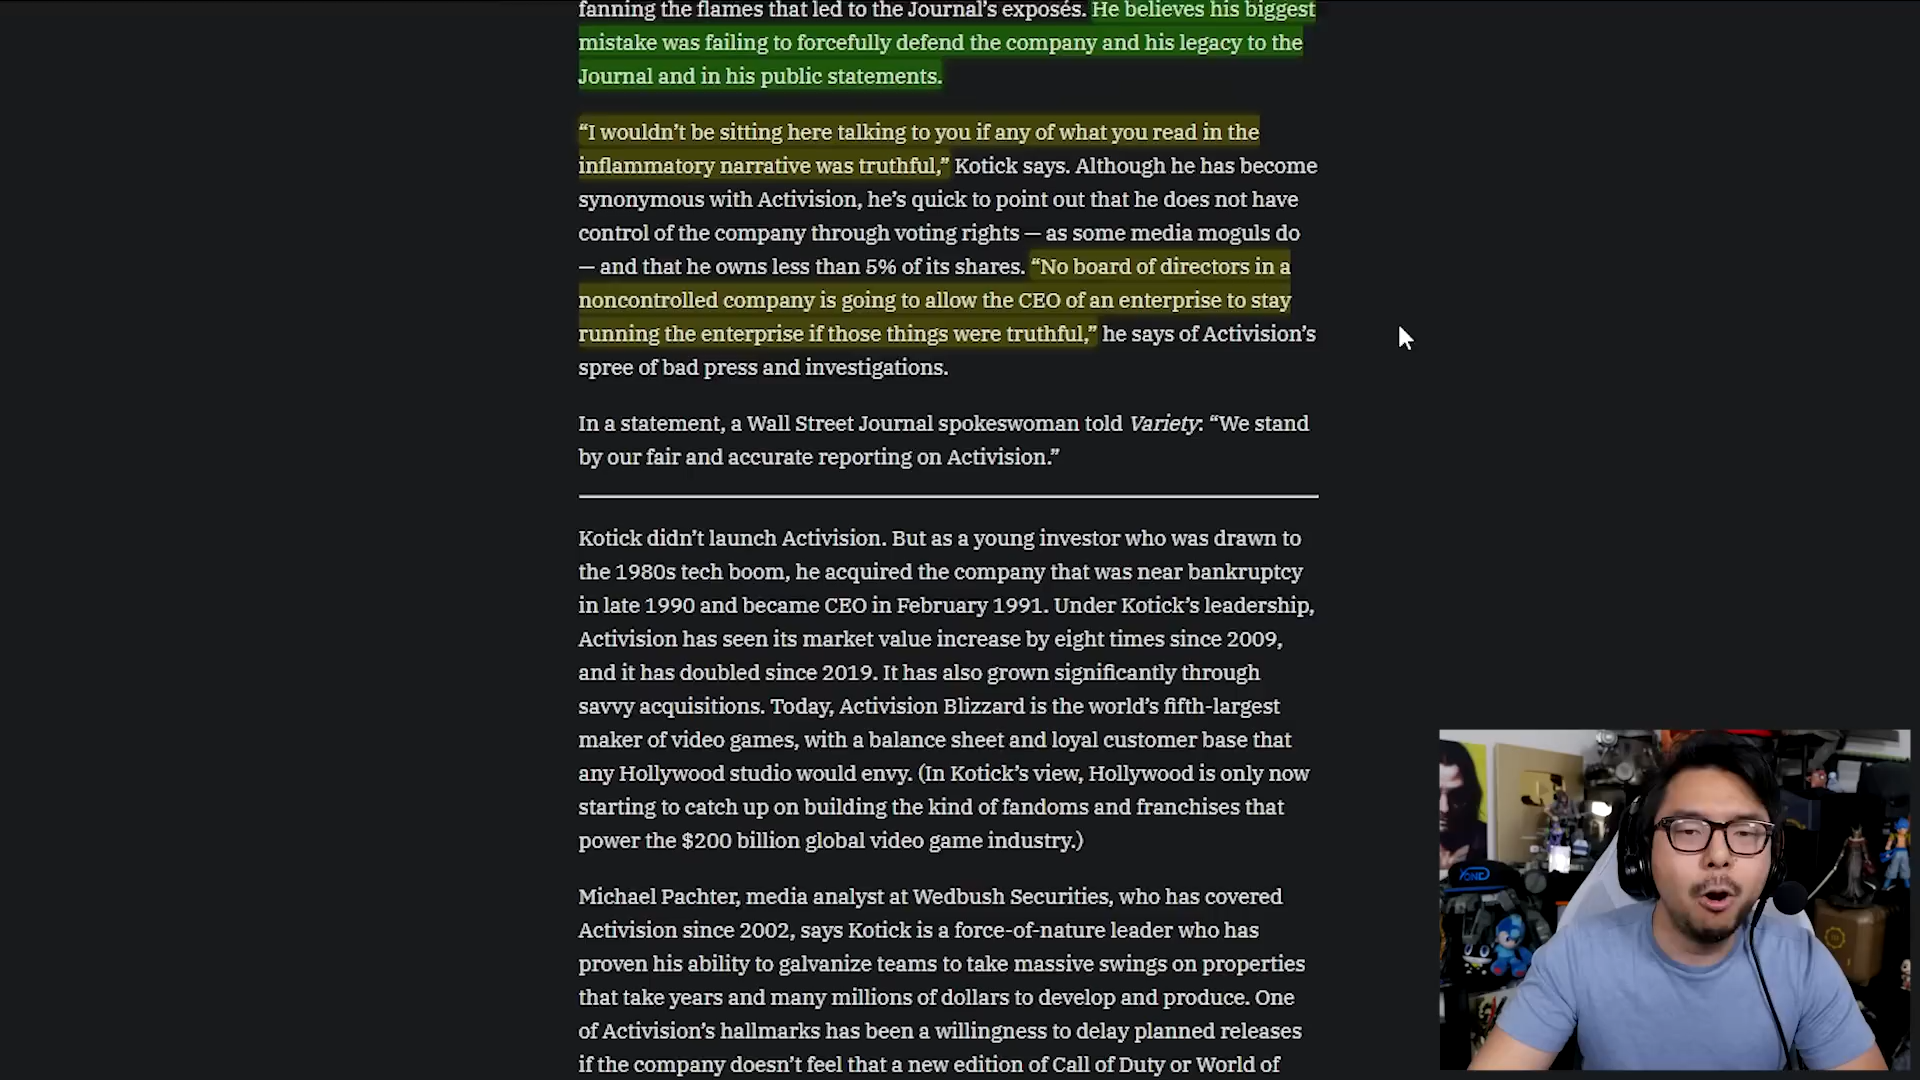 fanning the flames that led to the Journal’s exposés. He believes his biggest
mistake was failing to forcefully defend the company and his legacy to the
Journal and in his public statements.
“I wouldn’t be sitting here talking to you if any of what you read in the
inflammatory narrative was truthful,” Kotick says. Although he has become
synonymous with Activision, he’s quick to point out that he does not have
control of the company through voting rights — as some media moguls do
— and that he owns less than 5% of its shares. “No board of directors in a
noncontrolled company is going to allow the CEO of an enterprise to stay
running the enterprise if those things were truthful,” he says of Activision’s
spree of bad press and investigations.
In a statement, a Wall Street Journal spokeswoman told Variety: “We stand
by our fair and accurate reporting on Activision.”
Kotick didn’t launch Activision. But as a young investor who was drawn to
the 1980s tech boom, he acquired the company that was near bankruptcy
in late 1990 and became CEO in February 1991. Under Kotick’s leadership,
Activision has seen its market value increase by eight times since 2009,
and it has doubled since 2019. It has also grown significantly through
savvy acquisitions. Today, Activision Blizzard is the world’s fifth-largest
maker of video games, with a balance sheet and loyal customer base that
any Hollywood studio would envy. (In Kotick’s view, Hollywood is only now
starting to catch up on building the kind of fandoms and franchises that
power the $200 billion global video game industry.)
Michael Pachter, media analyst at Wedbush Securities, who has covered
Activision since 2002, says Kotick is a force-of-nature leader who has
proven his ability to galvanize teams to take massive swings on properties
that take years and many millions of dollars to develop and produce. One
of Activision’s hallmarks has been a willingness to delay planned releases
if the company doesn’t feel that a new edition of Call of Duty or World of